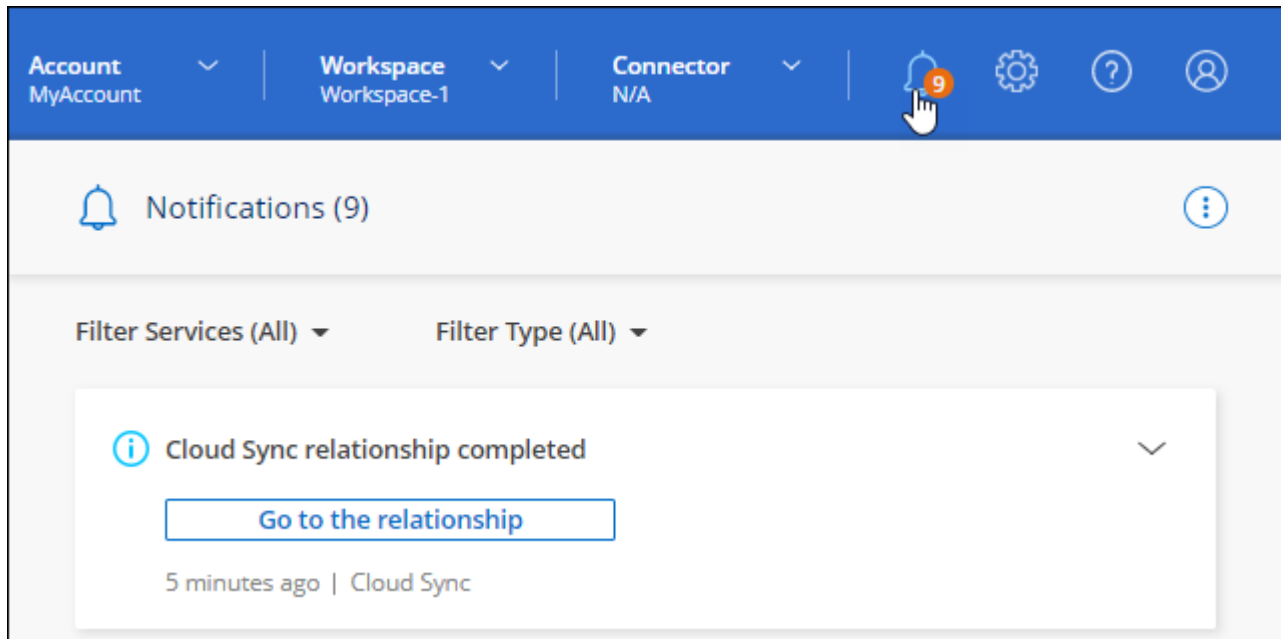 Account
MyAccount
Workspace
Workspace-1
Connector
N/A
9
Notifications (9)
Filter Services (All)
Filter Type (All)
Cloud Sync relationship completed
Go to the relationship
5 minutes ago | Cloud Sync